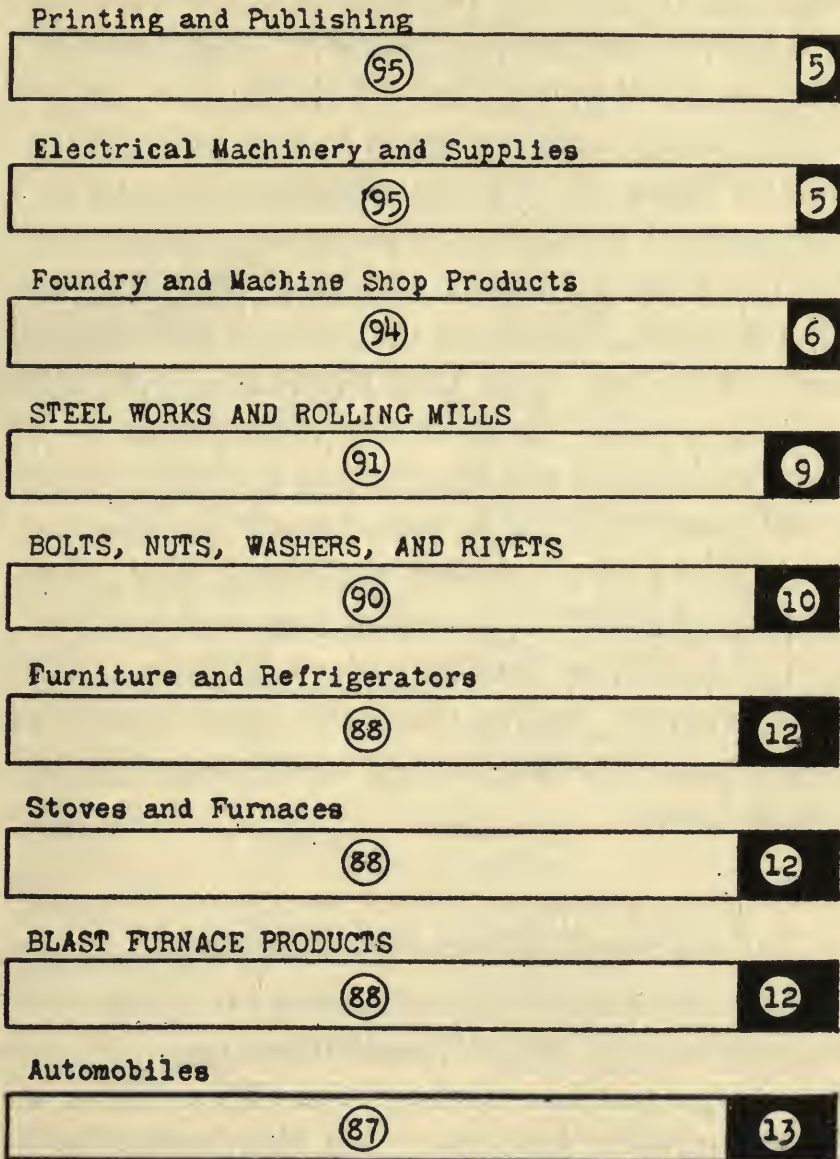 Printing and Publishing
95 5
Electrical Machinery and Supplies
95 5
Foundry and Machine Shop Products
94 6
STEEL WORKS AND ROLLING MILLS
91 9
BOLTS, NUTS, WASHERS, AND RIVETS
90 10
Furniture and Refrigerators
88 12
Stoves and Furnaces
88 12
BLAST FURNACE PRODUCTS
88 12
Automobiles
87 13